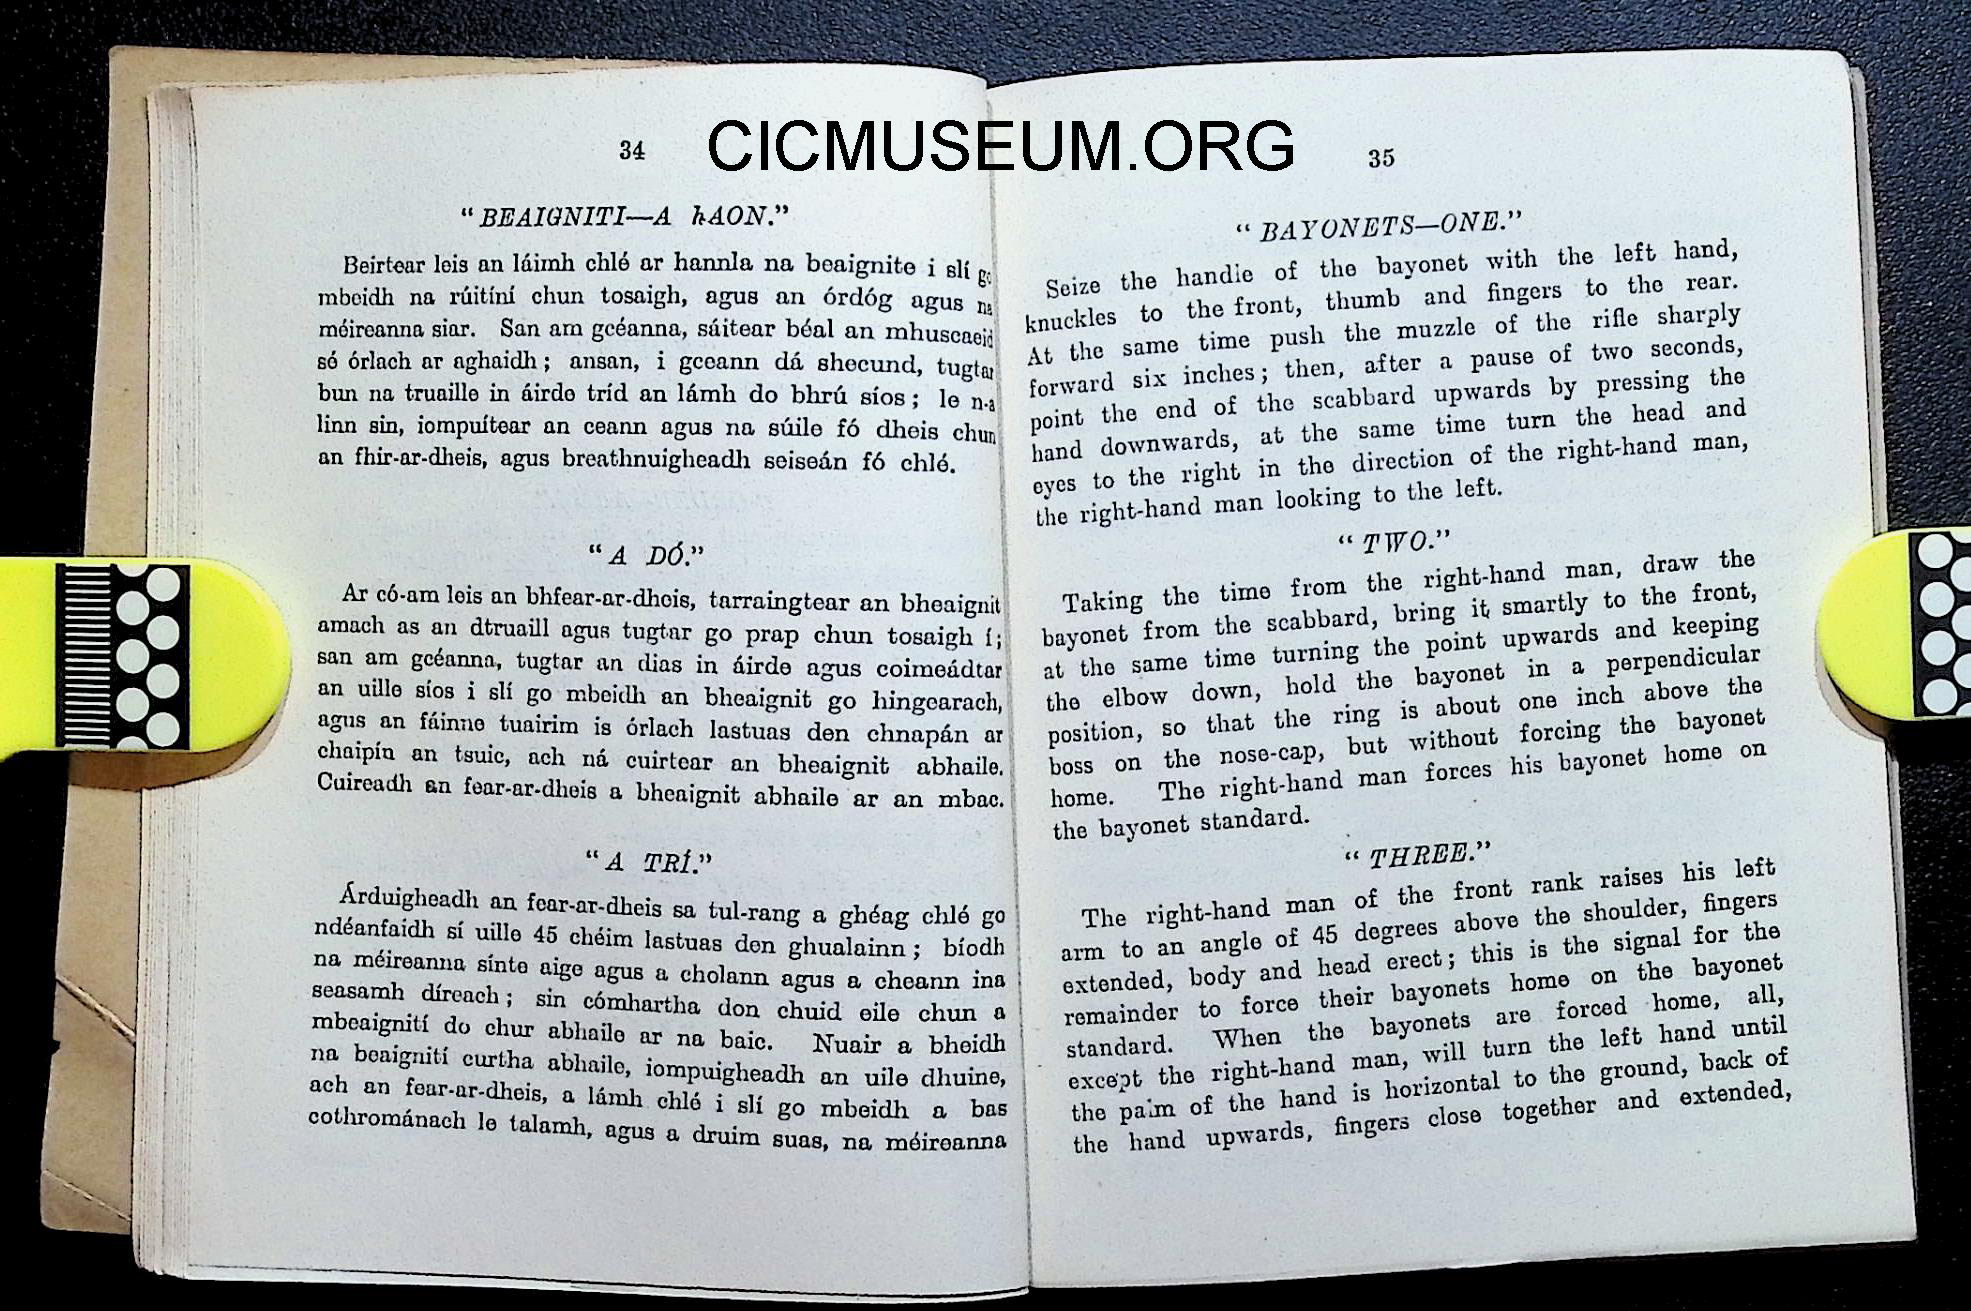 CICMUSEUM.ORG
34
"BEAIGNITI—A hAON."
Beirtear leis an láimh chlé ar hannla na beaignite i slí go
mbeidh na rúitíní chun tosaigh, agus an órdóg agus na
méireanna siar. San am gcéanna, sáitear béal an mhuscaeid
sé órlach ar aghaidh; ansan, i gceann dá shecund, tugtar
bun na truaille in áirde tríd an lámh do bhrú síos; le n-a
linn sin, iompuítear an ceann agus na súile fó dheis chun
an fhir-ar-dheis, agus breathnuigheadh seiseán fó chlé.
"A DÓ."
Ar có-am leis an bhfear-ar-dheis, tarraingtear an bheaignit
amach as an dtruaill agus tugtar go prap chun tosaigh í;
san am gcéanna, tugtar an dias in áirde agus coimeádtar
an uille síos i slí go mbeidh an bheaignit go hingearach,
agus an fáinne tuairim is órlach lastuas den chnapán ar
chaipín an tsuic, ach ná cuirtear an bheaignit abhaile.
Cuireadh an fear-ar-dheis a bheaignit abhaile ar an mbac.
"A TRÍ."
Árduigheadh an fear-ar-dheis sa tul-rang a ghéag chlé go
ndéanfaidh sí uille 45 chéim lastuas den ghualainn; bíodh
na méireanna sínte aige agus a cholann agus a cheann ina
seasamh díreach; sin cómhartha don chuid eile chun a
mbeaignití do chur abhaile ar na baic. Nuair a bheidh
na beaignití curtha abhaile, iompuigheadh an uile dhuine,
ach an fear-ar-dheis, a lámh chlé i slí go mbeidh a bas
cothrománach le talamh, agus a druim suas, na méireanna
35
"BAYONETS—ONE."
Seize the handle of the bayonet with the left hand,
knuckles to the front, thumb and fingers to the rear.
At the same time push the muzzle of the rifle sharply
forward six inches; then, after a pause of two seconds,
point the end of the scabbard upwards by pressing the
hand downwards, at the same time turn the head and
eyes to the right in the direction of the right-hand man,
the right-hand man looking to the left.
"TWO."
Taking the time from the right-hand man, draw the
bayonet from the scabbard, bring it smartly to the front,
at the same time turning the point upwards and keeping
the elbow down, hold the bayonet in a perpendicular
position, so that the ring is about one inch above the
boss on the nose-cap, but without forcing the bayonet
home. The right-hand man forces his bayonet home on
the bayonet standard.
"THREE."
The right-hand man of the front rank raises his left
arm to an angle of 45 degrees above the shoulder, fingers
extended, body and head erect; this is the signal for the
remainder to force their bayonets home on the bayonet
standard. When the bayonets are forced home, all,
except the right-hand man, will turn the left hand until
the palm of the hand is horizontal to the ground, back of
the hand upwards, fingers close together and extended,